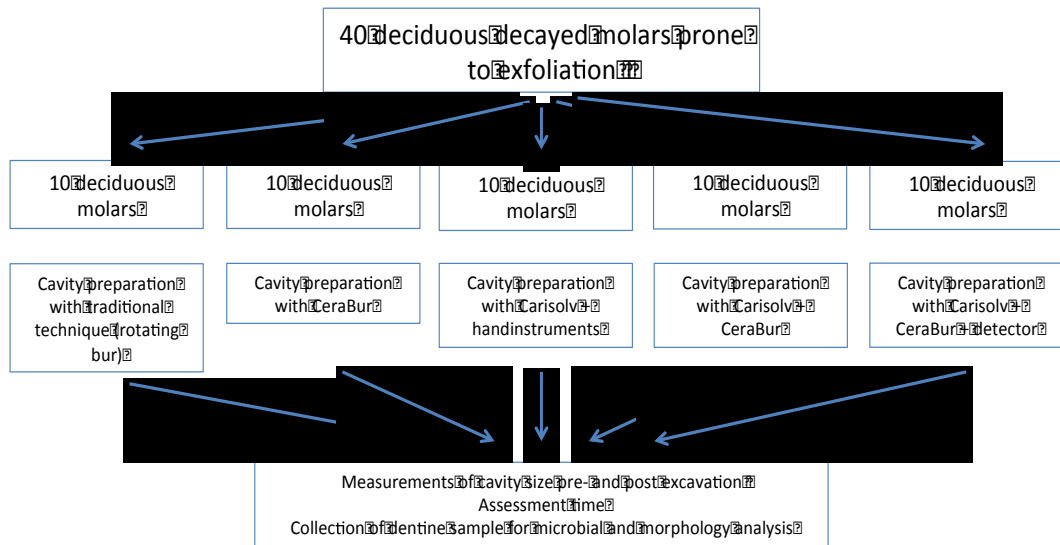 40 deciduous decayed molars prone
to exfoliation
10 deciduous
molars
10 deciduous
molars
10 deciduous
molars
10 deciduous
molars
10 deciduous
molars
Cavity preparation
with traditional
technique (rotating
bur)
Cavity preparation
with CeraBur
Cavity preparation
with Carisolv +
handinstruments
Cavity preparation
with Carisolv +
CeraBur
Cavity preparation
with Carisolv +
CeraBur + detector
Measurements of cavity size pre- and post excavation
Assessment time
Collection of dentine sample for microbial and morphology analysis